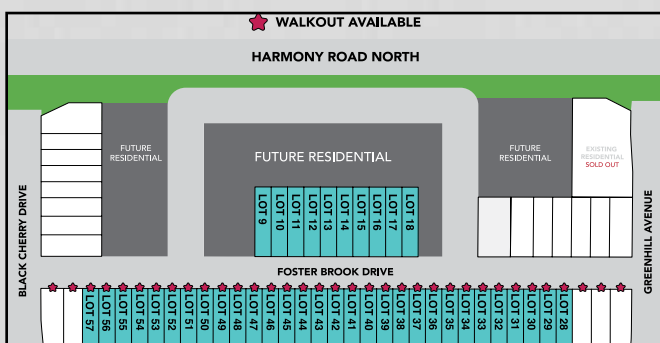 WALKOUT AVAILABLE
HARMONY ROAD NORTH
FUTURE
RESIDENTIAL
FUTURE RESIDENTIAL
FUTURE
RESIDENTIAL
EXISTING
RESIDENTIAL
SOLD OUT
BLACK CHERRY DRIVE
LOT 9
LOT 10
LOT 11
LOT 12
LOT 13
LOT 14
LOT 15
LOT 16
LOT 17
LOT 18
GREENHILL AVENUE
FOSTER BROOK DRIVE
LOT 57
LOT 56
LOT 55
LOT 54
LOT 53
LOT 52
LOT 51
LOT 50
LOT 49
LOT 48
LOT 47
LOT 46
LOT 45
LOT 44
LOT 43
LOT 42
LOT 41
LOT 40
LOT 39
LOT 38
LOT 37
LOT 36
LOT 35
LOT 34
LOT 33
LOT 32
LOT 31
LOT 30
LOT 29
LOT 28